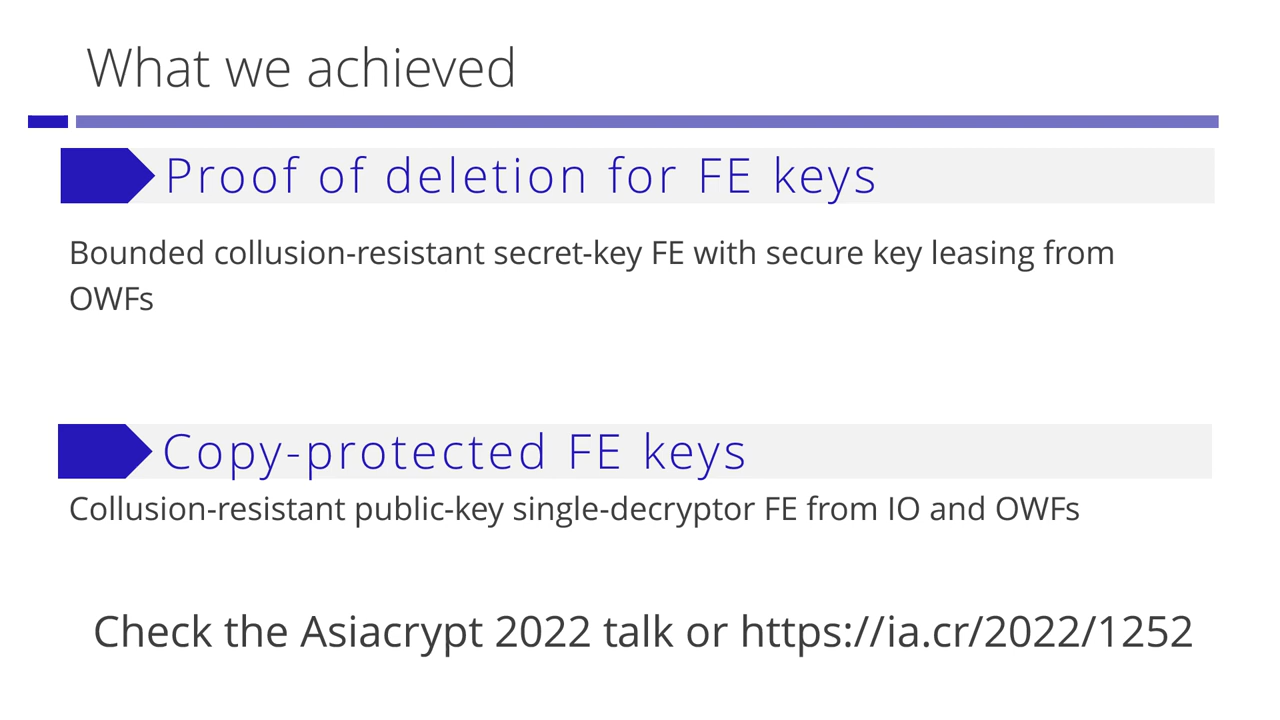 What we achieved
Proof of deletion for FE keys
Bounded collusion-resistant secret-key FE with secure key leasing from
OWFs
Copy-protected FE keys
Collusion-resistant public-key single-decryptor FE from IO and OWFs
Check the Asiacrypt 2022 talk or https://ia.cr/2022/1252